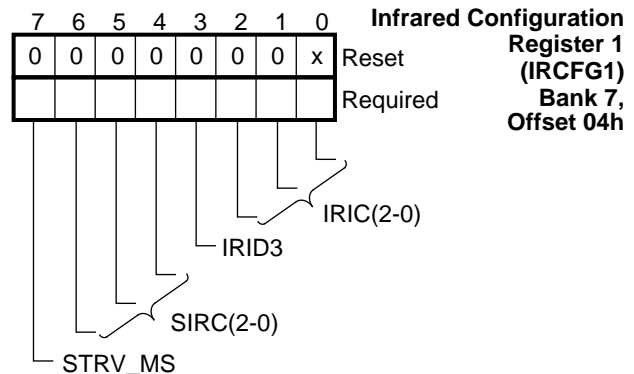 7 6 5 4 3 2 1 0
Infrared Configuration
Register 1
(IRCFG1)
Bank 7,
Offset 04h
0 0 0 0 0 0 0 x Reset
Required
IRIC(2-0)
IRID3
SIRC(2-0)
STRV_MS